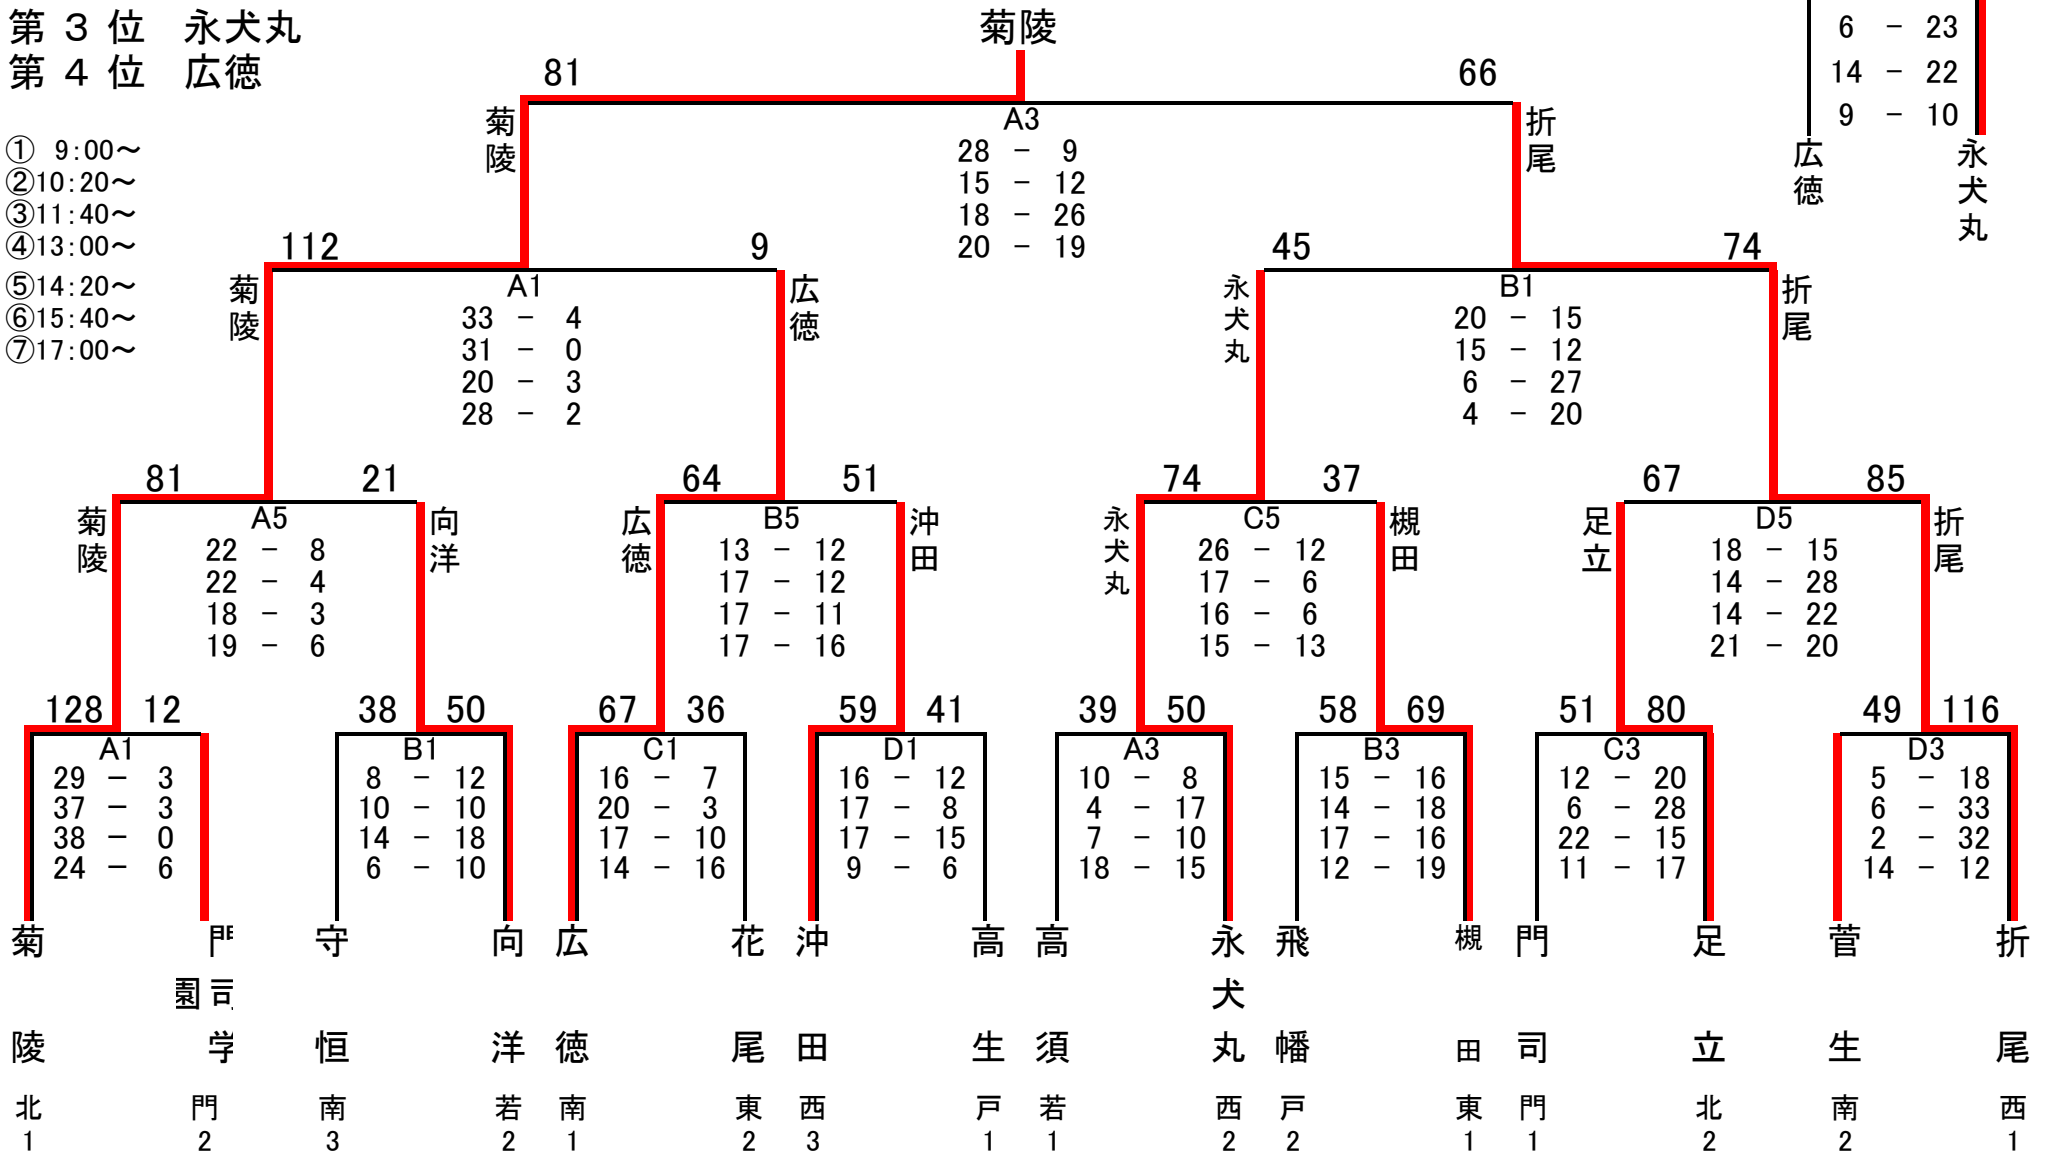 第 3 位 永犬丸
第 4 位 広徳
菊陵
6 － 23
14 － 22
9 － 10
広徳
永犬丸
① 9:00～
②10:20～
③11:40～
④13:00～
⑤14:20～
⑥15:40～
⑦17:00～
81 66
菊陵
折尾
A3
28 － 9
15 － 12
18 － 26
20 － 19
112 9
菊陵
広徳
A1
33 － 4
31 － 0
20 － 3
28 － 2
45 74
永犬丸
折尾
B1
20 － 15
15 － 12
6 － 27
4 － 20
81 21
菊陵
向洋
A5
22 － 8
22 － 4
18 － 3
19 － 6
64 51
広徳
沖田
B5
13 － 12
17 － 12
17 － 11
17 － 16
74 37
永犬丸
槻田
C5
26 － 12
17 － 6
16 － 6
15 － 13
67 85
足立
折尾
D5
18 － 15
14 － 28
14 － 22
21 － 20
128 12
A1
29 － 3
37 － 3
38 － 0
24 － 6
38 50
B1
8 － 12
10 － 10
14 － 18
6 － 10
67 36
C1
16 － 7
20 － 3
17 － 10
14 － 16
59 41
D1
16 － 12
17 － 8
17 － 15
9 － 6
39 50
A3
10 － 8
4 － 17
7 － 10
18 － 15
58 69
B3
15 － 16
14 － 18
17 － 16
12 － 19
51 80
C3
12 － 20
6 － 28
22 － 15
11 － 17
49 116
D3
5 － 18
6 － 33
2 － 32
14 － 12
菊陵
門司学園
守恒
向洋
広徳
花尾
沖田
高生
高須
永犬丸
飛幡
槻田
門司
足立
菅生
折尾
北1
門2
南3
若2
南1
東2
西3
戸1
若1
西2
戸2
東1
門1
北2
南2
西1